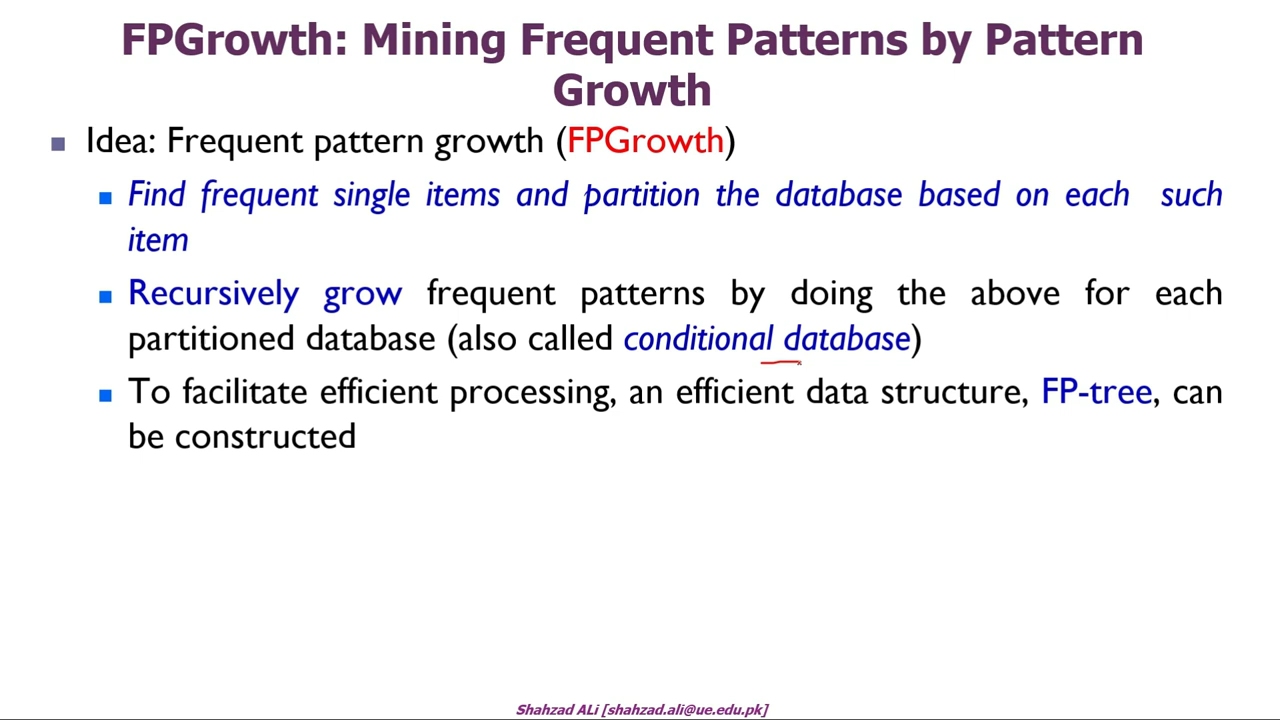 FPGrowth: Mining Frequent Patterns by Pattern
Growth
Idea: Frequent pattern growth (FPGrowth)
Find frequent single items and partition the database based on each such
item
Recursively grow frequent patterns by doing the above for each
partitioned database (also called conditional database)
To facilitate efficient processing, an efficient data structure, FP-tree, can
be constructed
Shahzad ALi [shahzad.ali@ue.edu.pk]